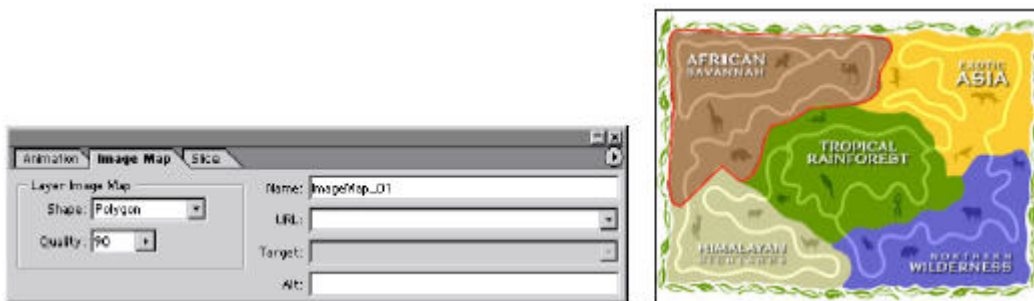 Animation Image Map Slice
Layer Image Map
Shape: Polygon
Quality: 90
Name: ImageMap_01
URL:
Target:
Alt:
AFRICAN
SAVANNAH
EXOTIC
ASIA
TROPICAL
RAINFOREST
HIMALAYAN
HIGHLANDS
NORTHERN
WILDERNESS